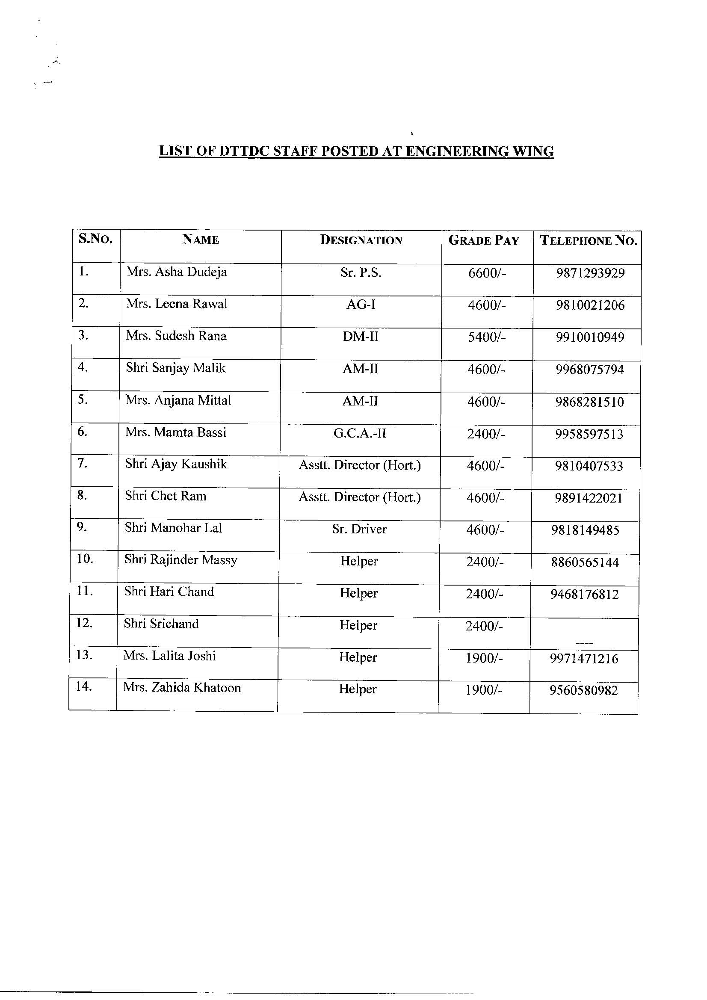 LIST OF DTTDC STAFF POSTED AT ENGINEERING WING
S.NO. NAME DESIGNATION GRADE PAY TELEPHONE NO.
1. Mrs. Asha Dudeja Sr. P.S. 6600/- 9871293929
2. Mrs. Leena Rawal AG-I 4600/- 9810021206
3. Mrs. Sudesh Rana DM-II 5400/- 9910010949
4. Shri Sanjay Malik AM-II 4600/- 9968075794
5. Mrs. Anjana Mittal AM-II 4600/- 9868281510
6. Mrs. Mamta Bassi G.C.A.-II 2400/- 9958597513
7. Shri Ajay Kaushik Asstt. Director (Hort.) 4600/- 9810407533
8. Shri Chet Ram Asstt. Director (Hort.) 4600/- 9891422021
9. Shri Manohar Lal Sr. Driver 4600/- 9818149485
10. Shri Rajinder Massy Helper 2400/- 8860565144
11. Shri Hari Chand Helper 2400/- 9468176812
12. Shri Srichand Helper 2400/- ----
13. Mrs. Lalita Joshi Helper 1900/- 9971471216
14. Mrs. Zahida Khatoon Helper 1900/- 9560580982